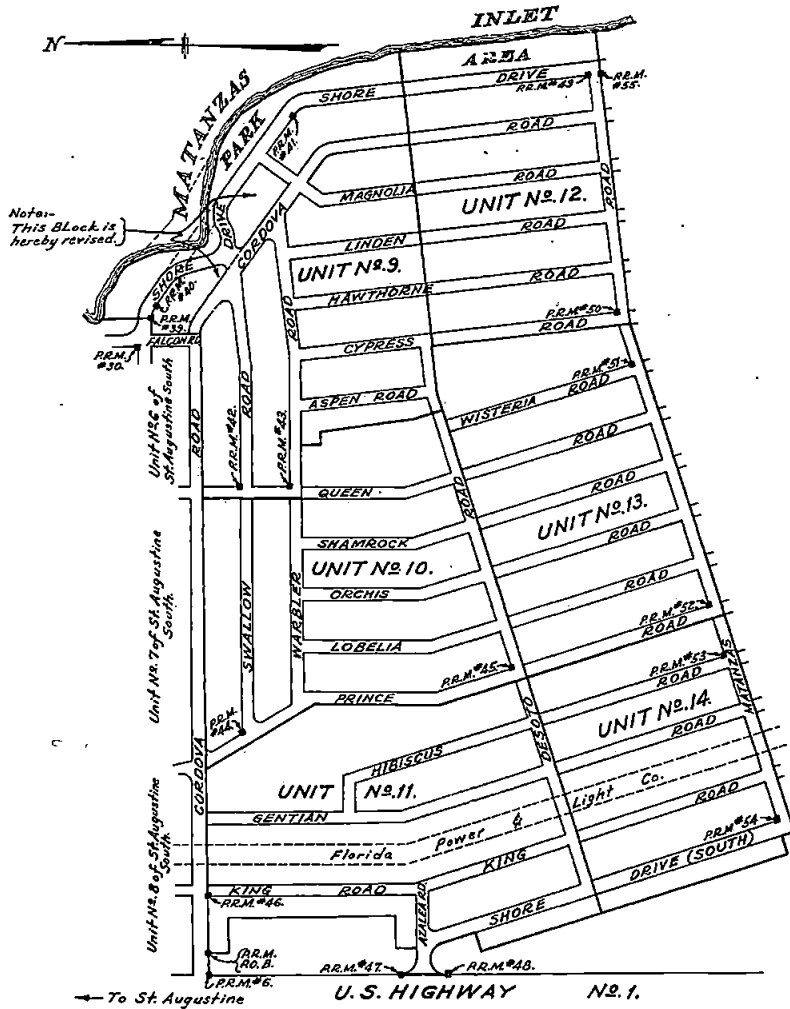 INLET
N
AREA
MATANZAS
PARK
SHORE DRIVE
P.R.M. #49
P.R.M. #55.
P.R.M. #41.
ROAD
ROAD
MAGNOLIA ROAD
UNIT Nº.12.
ROAD
Note:-
This Block is
hereby revised.
SHORE DRIVE
CORDOVA
LINDEN ROAD
UNIT Nº.9.
HAWTHORNE ROAD
P.R.M. #40.
P.R.M. #39.
P.R.M. #30.
FALCON RD.
ROAD
CYPRESS ROAD
P.R.M. #50
P.R.M. #51
ASPEN ROAD
WISTERIA ROAD
Unit Nº.6 of
St. Augustine South
ROAD
ROAD
P.R.M. #42.
P.R.M. #43.
ROAD
ROAD
QUEEN
ROAD
SHAMROCK
UNIT Nº.13.
ROAD
UNIT Nº 10.
ORCHIS
ROAD
SWALLOW
WARBLER
LOBELIA
P.R.M. #52
ROAD
Unit Nº.7 of St. Augustine
South.
P.R.M. #45
P.R.M. #53
ROAD
PRINCE
P.R.M. #44.
MATANZAS
UNIT Nº.14.
ROAD
DESOTO
CORDOVA
HIBISCUS
UNIT Nº.11.
GENTIAN
Florida Power & Light Co.
ROAD
P.R.M. #54
Unit Nº.8 of St. Augustine
South.
KING
KING ROAD
P.R.M. #46.
AZALEA RD.
SHORE DRIVE (SOUTH)
P.R.M.
P.O.B.
P.R.M. #6.
P.R.M. #47.
P.R.M. #48.
To St. Augustine
U.S. HIGHWAY Nº.1.